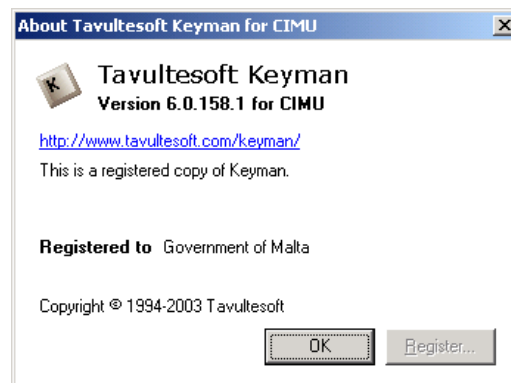 About Tavultesoft Keyman for CIMU
K
Tavultesoft Keyman
Version 6.0.158.1 for CIMU
http://www.tavultesoft.com/keyman/
This is a registered copy of Keyman.
Registered to Government of Malta
Copyright © 1994-2003 Tavultesoft
OK Register...